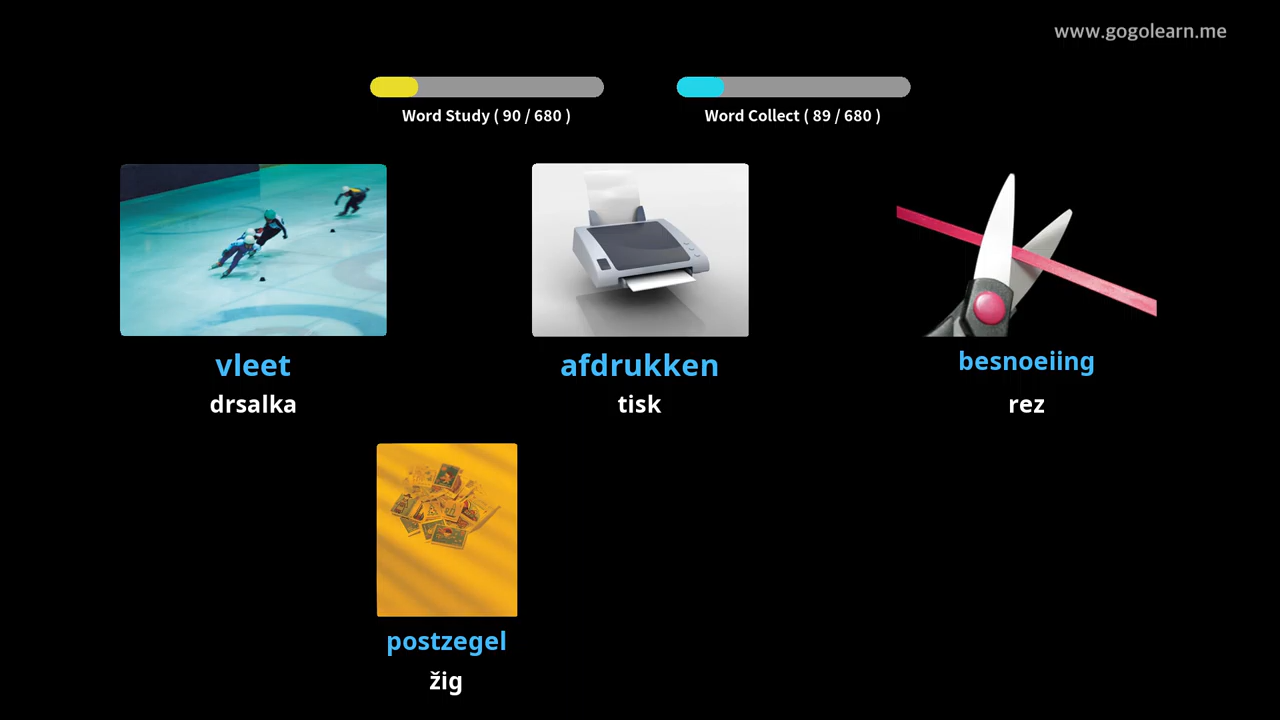 www.gogolearn.me
Word Study ( 90 / 680 )
Word Collect ( 89 / 680 )
vleet
drsalka
afdrukken
tisk
besnoeiing
rez
postzegel
žig